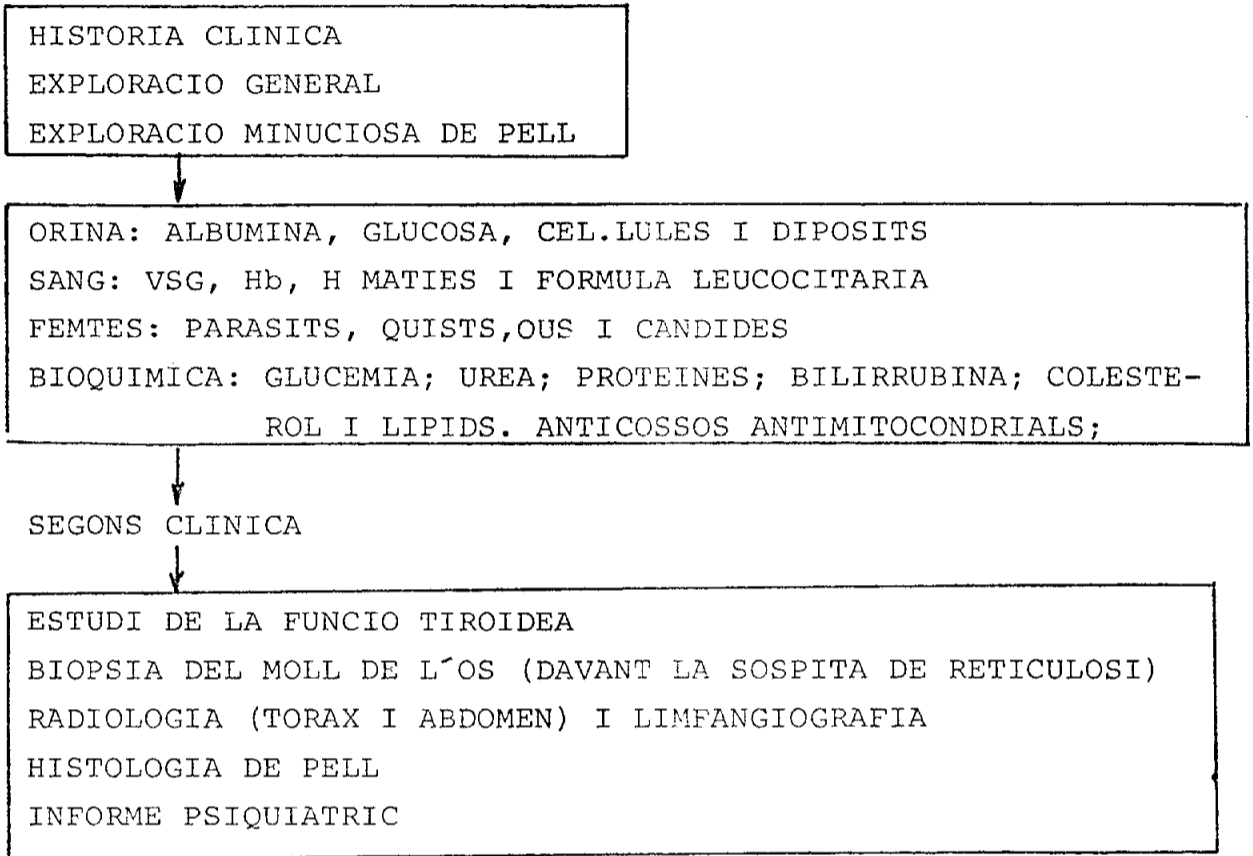 HISTORIA CLINICA
EXPLORACIO GENERAL
EXPLORACIO MINUCIOSA DE PELL
ORINA: ALBUMINA, GLUCOSA, CEL.LULES I DIPOSITS
SANG: VSG, Hb, H MATIES I FORMULA LEUCOCITARIA
FEMTES: PARASITS, QUISTS,OUS I CANDIDES
BIOQUIMICA: GLUCEMIA; UREA; PROTEINES; BILIRRUBINA; COLESTE-
ROL I LIPIDS. ANTICOSSOS ANTIMITOCONDRIALS;
SEGONS CLINICA
ESTUDI DE LA FUNCIO TIROIDEA
BIOPSIA DEL MOLL DE L´OS (DAVANT LA SOSPITA DE RETICULOSI)
RADIOLOGIA (TORAX I ABDOMEN) I LIMFANGIOGRAFIA
HISTOLOGIA DE PELL
INFORME PSIQUIATRIC